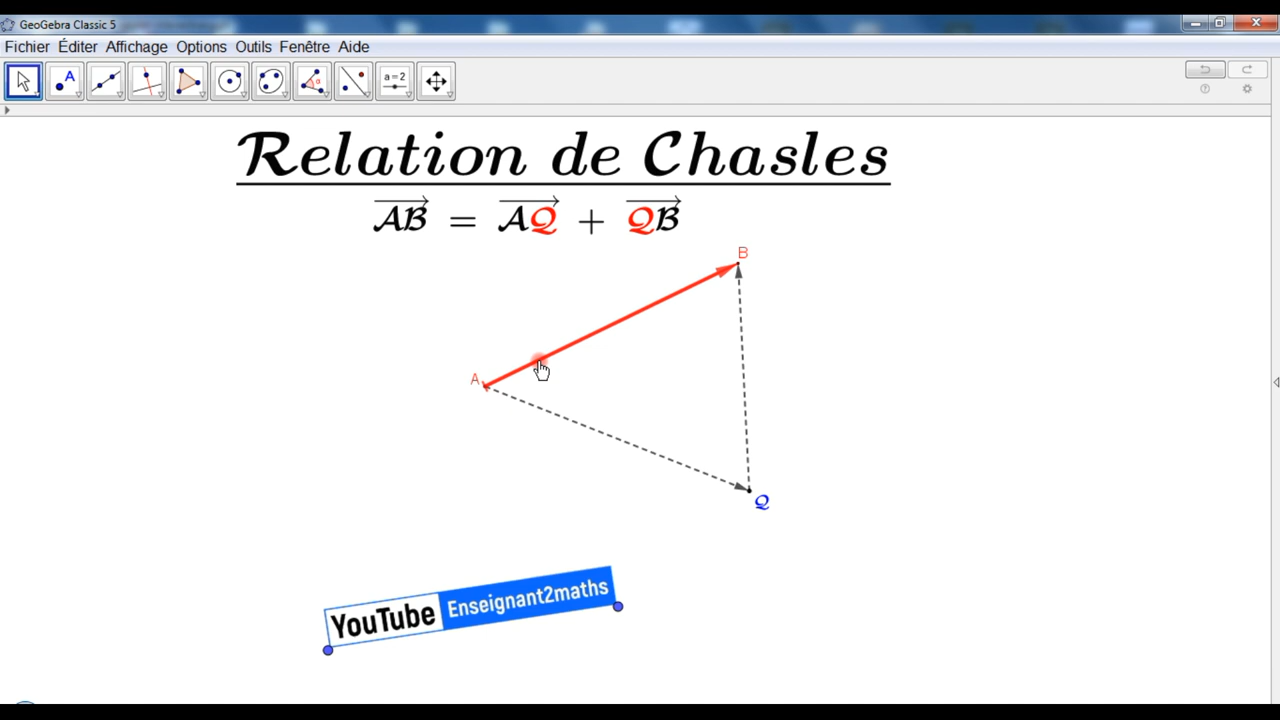 GeoGebra Classic 5
Fichier Éditer Affichage Options Outils Fenêtre Aide
A
a=2
Relation de Chasles
AB = AQ + QB
B
A
Q
YouTube Enseignant2maths